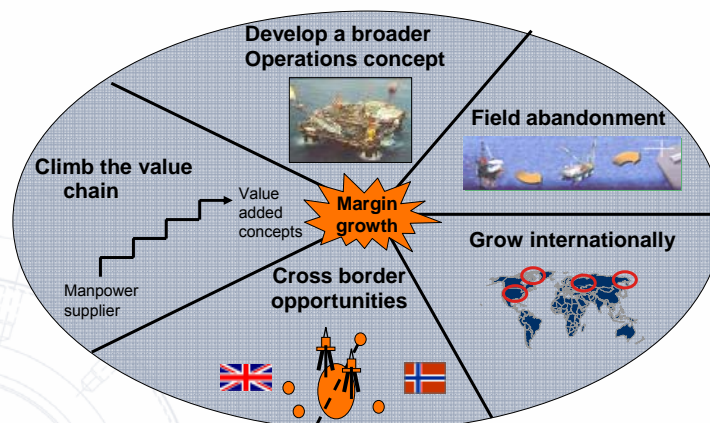 Develop a broader
Operations concept
Field abandonment
Climb the value
chain
Value
added
concepts
Manpower
supplier
Margin
growth
Grow internationally
Cross border
opportunities